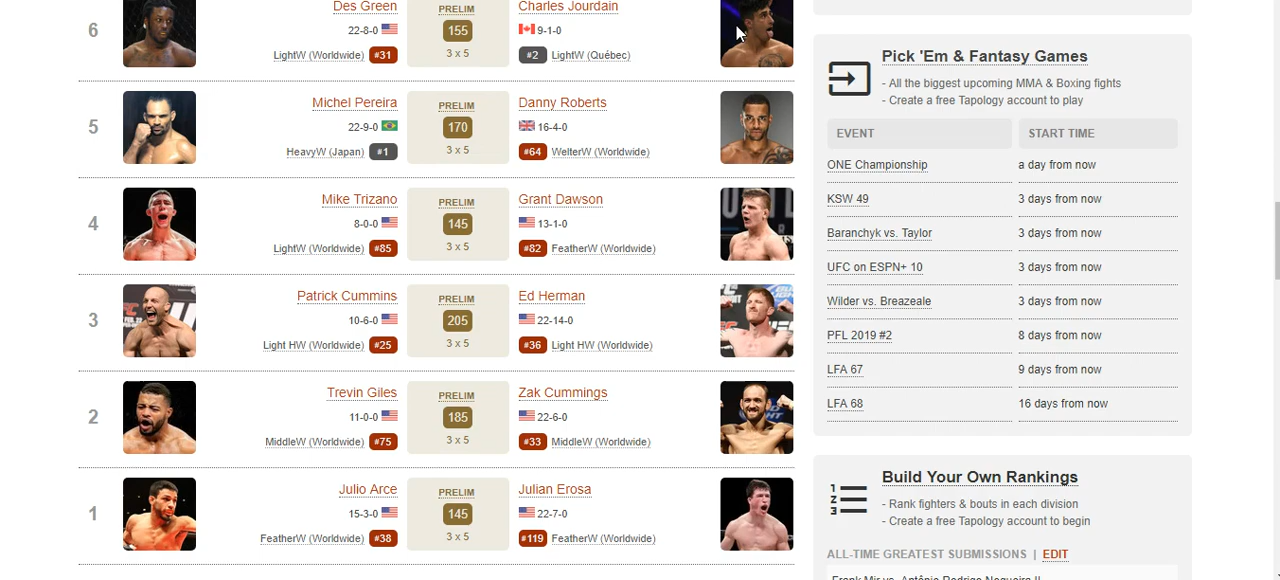 Des Green PRELIM Charles Jourdain
6 22-8-0 155 9-1-0
LightW (Worldwide) #31 3 x 5 #2 LightW (Québec)
Michel Pereira PRELIM Danny Roberts
5 22-9-0 170 16-4-0
HeavyW (Japan) #1 3 x 5 #64 WelterW (Worldwide)
Mike Trizano PRELIM Grant Dawson
4 8-0-0 145 13-1-0
LightW (Worldwide) #85 3 x 5 #82 FeatherW (Worldwide)
Patrick Cummins PRELIM Ed Herman
3 10-6-0 205 22-14-0
Light HW (Worldwide) #25 3 x 5 #36 Light HW (Worldwide)
Trevin Giles PRELIM Zak Cummings
2 11-0-0 185 22-6-0
MiddleW (Worldwide) #75 3 x 5 #33 MiddleW (Worldwide)
Julio Arce PRELIM Julian Erosa
1 15-3-0 145 22-7-0
FeatherW (Worldwide) #38 3 x 5 #119 FeatherW (Worldwide)
Pick 'Em & Fantasy Games
- All the biggest upcoming MMA & Boxing fights
- Create a free Tapology account to play
EVENT START TIME
ONE Championship a day from now
KSW 49 3 days from now
Baranchyk vs. Taylor 3 days from now
UFC on ESPN+ 10 3 days from now
Wilder vs. Breazeale 3 days from now
PFL 2019 #2 8 days from now
LFA 67 9 days from now
LFA 68 16 days from now
Build Your Own Rankings
- Rank fighters & bouts in each division
- Create a free Tapology account to begin
ALL-TIME GREATEST SUBMISSIONS | EDIT
Frank Mir vs. Antônio Rodrigo Nogueira II